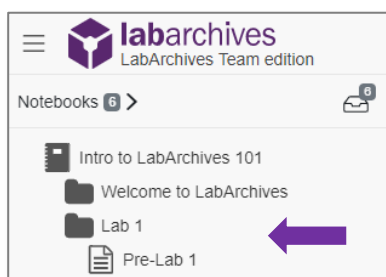 labarchives
LabArchives Team edition
Notebooks 6 6
Intro to LabArchives 101
Welcome to LabArchives
Lab 1
Pre-Lab 1